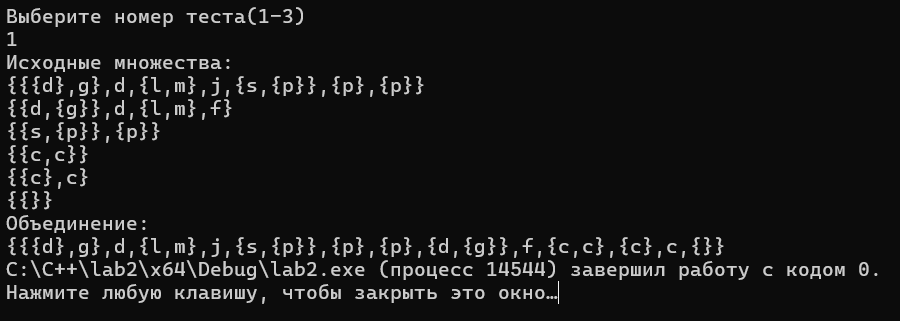 Выберите номер теста(1-3)
1
Исходные множества:
{{{d},g},d,{l,m},j,{s,{p}},{p},{p}}
{{d,{g}},d,{l,m},f}
{{s,{p}},{p}}
{{c,c}}
{{c},c}
{{}}
Объединение:
{{{d},g},d,{l,m},j,{s,{p}},{p},{p},{d,{g}},f,{c,c},{c},c,{}}
C:\C++\lab2\x64\Debug\lab2.exe (процесс 14544) завершил работу с кодом 0.
Нажмите любую клавишу, чтобы закрыть это окно…